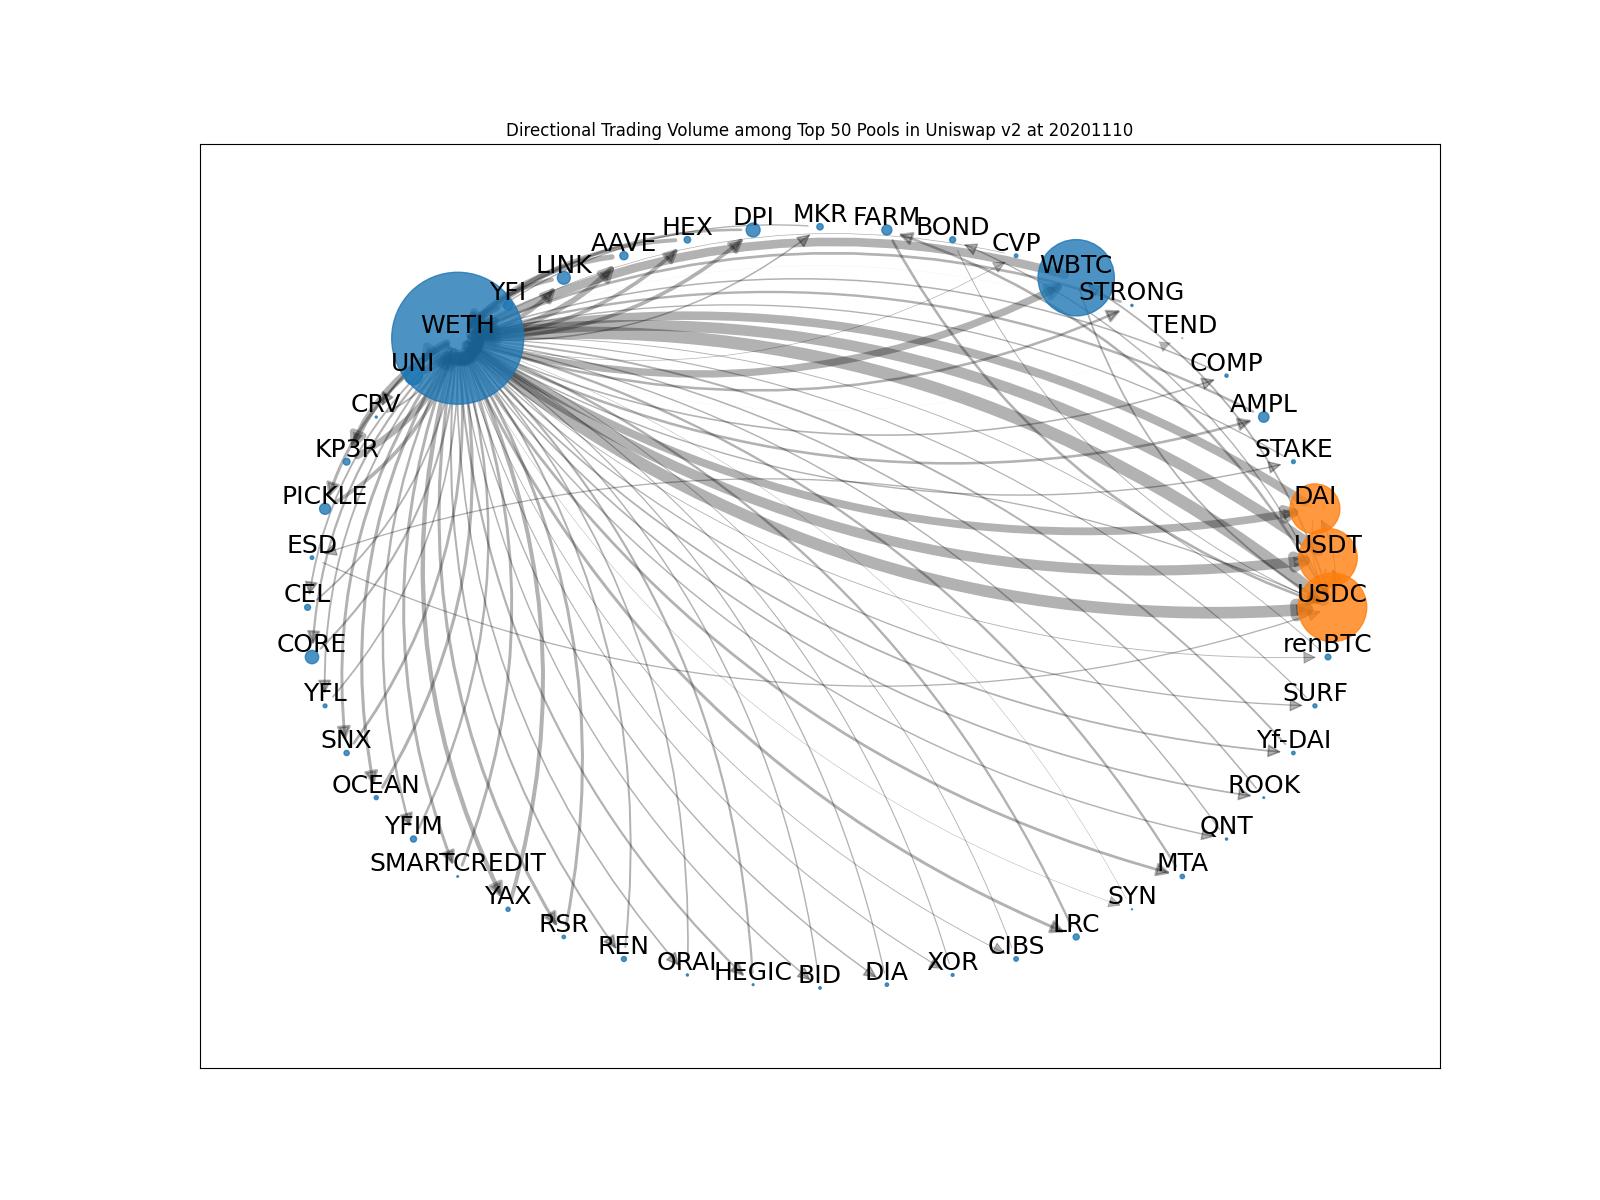 Directional Trading Volume among Top 50 Pools in Uniswap v2 at 20201110
MKR
DPI
FARM
HEX
BOND
AAVE
CVP
LINK
WBTC
YFI
STRONG
WETH
TEND
UNI
COMP
CRV
AMPL
KP3R
STAKE
PICKLE
DAI
ESD
USDT
CEL
USDC
CORE
renBTC
YFL
SURF
SNX
Yf-DAI
OCEAN
ROOK
YFIM
QNT
SMARTCREDIT
MTA
YAX
SYN
RSR
LRC
REN
CIBS
ORAI
XOR
HEGIC
BID
DIA